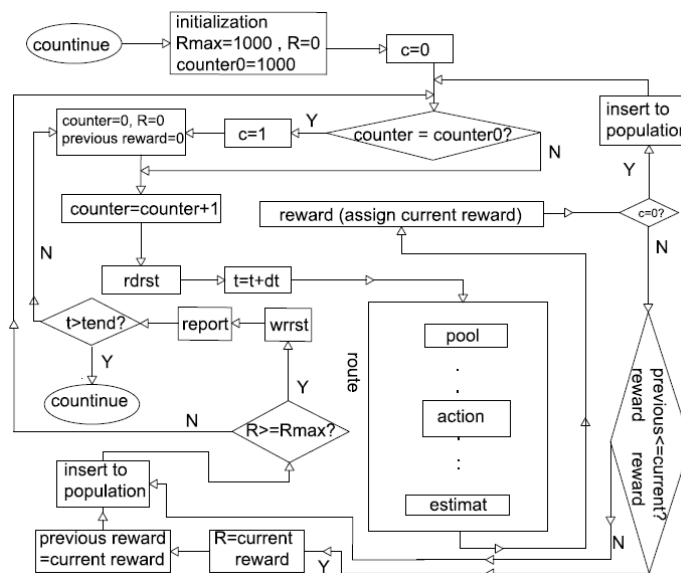 countinue
initialization
Rmax=1000 , R=0
counter0=1000
c=0
counter=0, R=0
previous reward=0
c=1
Y
counter = counter0?
N
insert to
population
Y
counter=counter+1
reward (assign current reward)
c=0?
N
N
rdrst
t=t+dt
t>tend?
report
wrrst
Y
countinue
N
Y
R>=Rmax?
route
pool
action
estimat
previous<=current?
reward reward
insert to
population
previous reward
=current reward
R=current
reward
Y
N